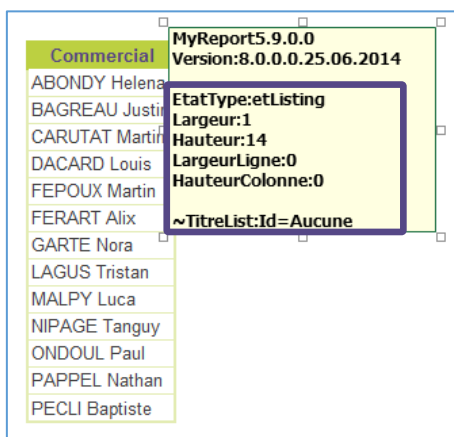 Commercial
ABONDY Helena
BAGREAU Justin
CARUTAT Martin
DACARD Louis
FEPOUX Martin
FERART Alix
GARTE Nora
LAGUS Tristan
MALPY Luca
NIPAGE Tanguy
ONDOUL Paul
PAPPEL Nathan
PECLI Baptiste
MyReport5.9.0.0
Version:8.0.0.0.25.06.2014
EtatType:etListing
Largeur:1
Hauteur:14
LargeurLigne:0
HauteurColonne:0
~TitreList:Id=Aucune